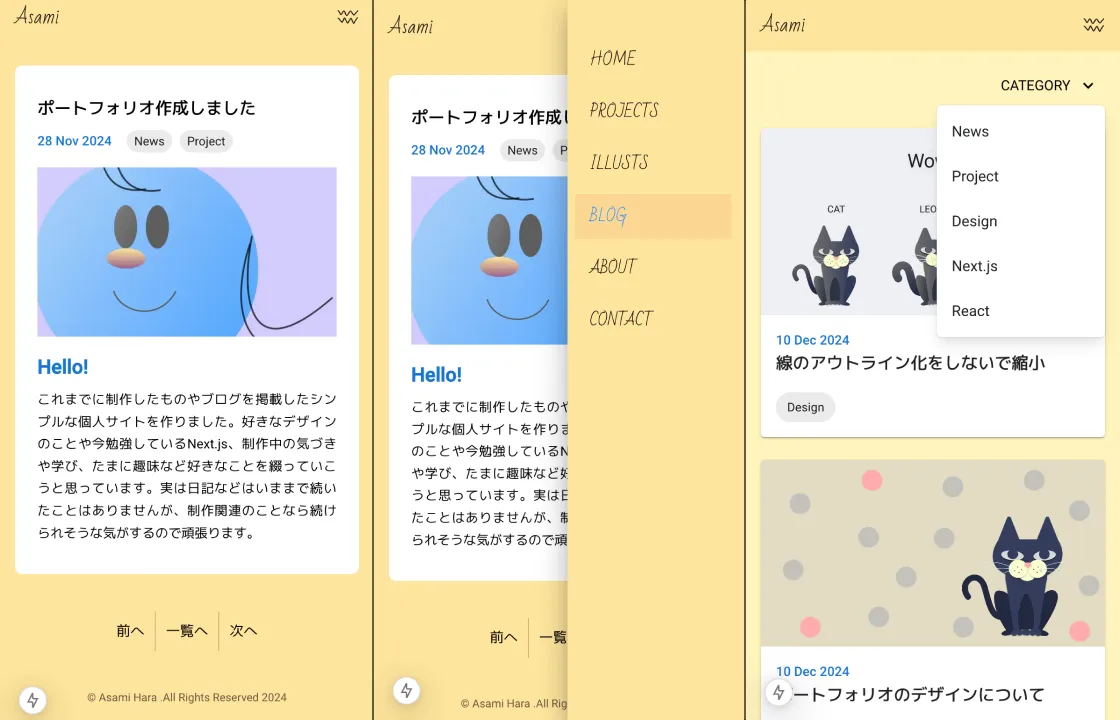 Asami
ポートフォリオ作成しました
28 Nov 2024 News Project
Hello!
これまでに制作したものやブログを掲載したシン
プルな個人サイトを作りました。好きなデザイン
のことや今勉強しているNext.js、制作中の気づき
や学び、たまに趣味など好きなことを綴っていこ
うと思っています。実は日記などはいままで続い
たことはありませんが、制作関連のことなら続け
られそうな気がするので頑張ります。
前へ 一覧へ 次へ
© Asami Hara .All Rights Reserved 2024
Asami
ポートフォリオ作成し
28 Nov 2024 News P
Hello!
これまでに制作したものや
プルな個人サイトを作りま
のことや今勉強しているN
や学び、たまに趣味など好
うと思っています。実は日
たことはありませんが、制
られそうな気がするので頑
前へ 一覧
© Asami Hara .All Rig
HOME
PROJECTS
ILLUSTS
BLOG
ABOUT
CONTACT
Asami
CATEGORY
News
Project
Design
Next.js
React
Wo
CAT LEO
10 Dec 2024
線のアウトライン化をしないで縮小
Design
10 Dec 2024
ートフォリオのデザインについて